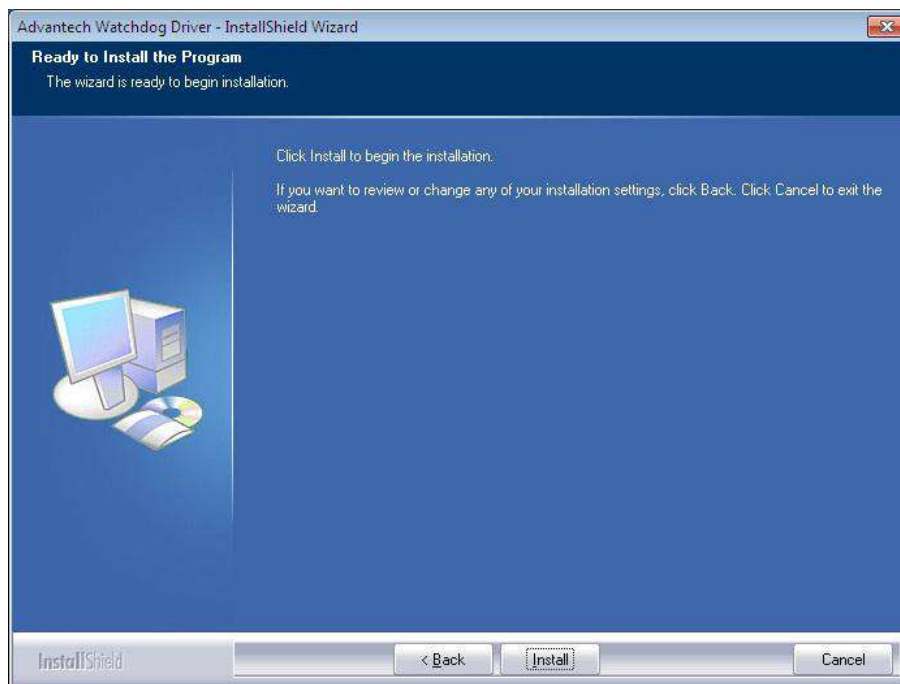 Advantech Watchdog Driver - InstallShield Wizard
Ready to Install the Program
The wizard is ready to begin installation.
Click Install to begin the installation.
If you want to review or change any of your installation settings, click Back. Click Cancel to exit the
wizard.
InstallShield
< Back
Install
Cancel